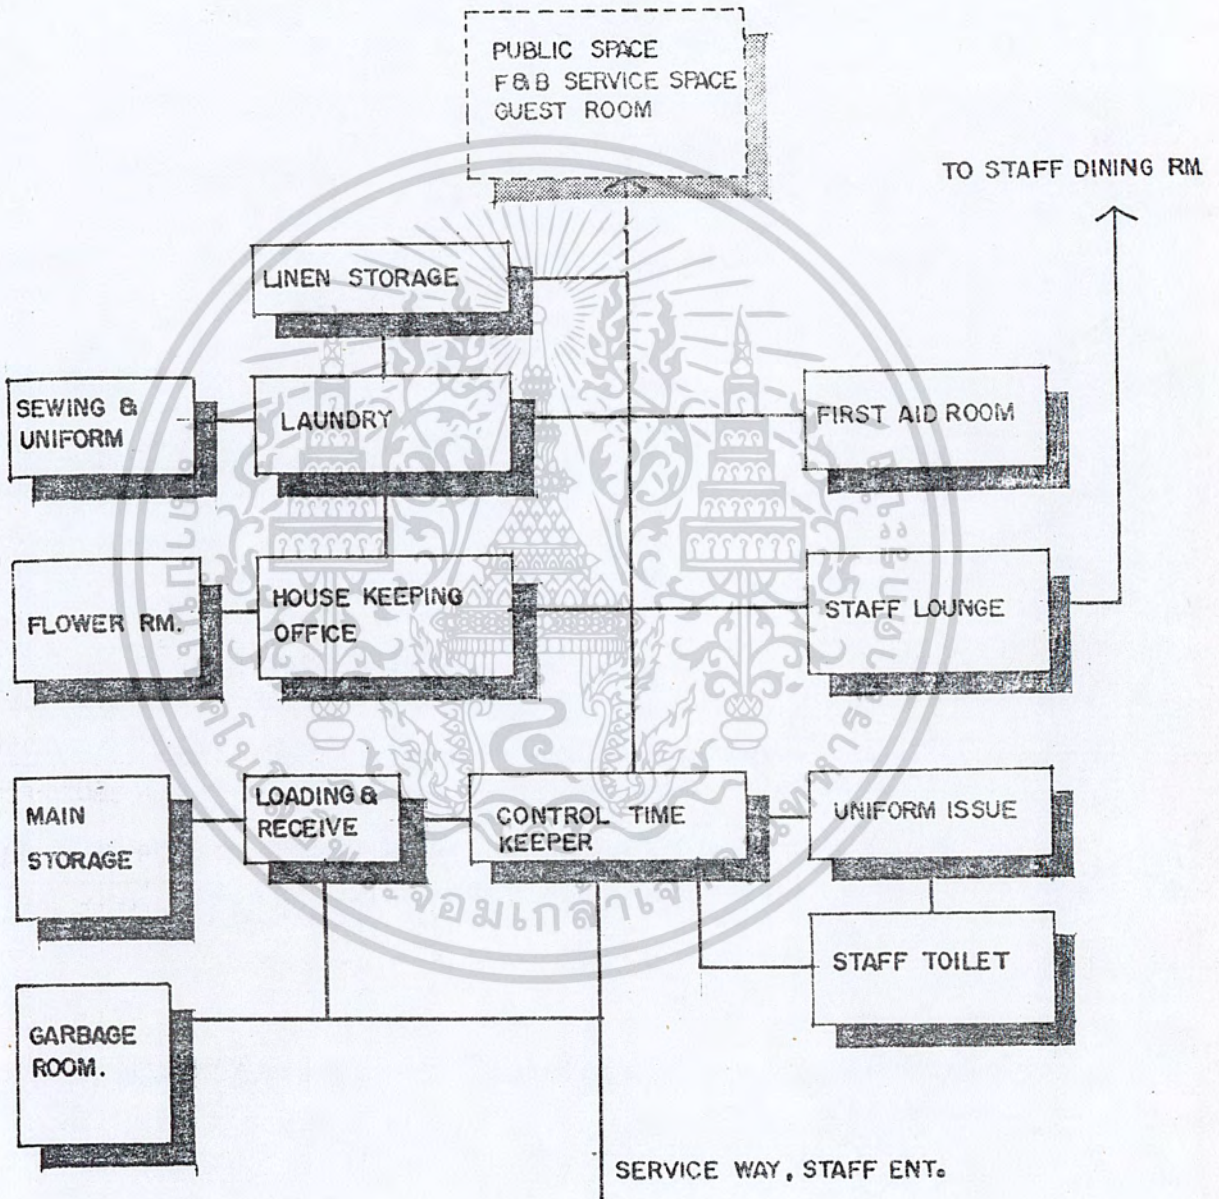 PUBLIC SPACE
F&B SERVICE SPACE
GUEST ROOM
TO STAFF DINING RM.
LINEN STORAGE
SEWING &
UNIFORM
LAUNDRY
FIRST AID ROOM
FLOWER RM.
HOUSE KEEPING
OFFICE
STAFF LOUNGE
MAIN
STORAGE
LOADING &
RECEIVE
CONTROL TIME
KEEPER
UNIFORM ISSUE
STAFF TOILET
GARBAGE
ROOM.
SERVICE WAY, STAFF ENT.